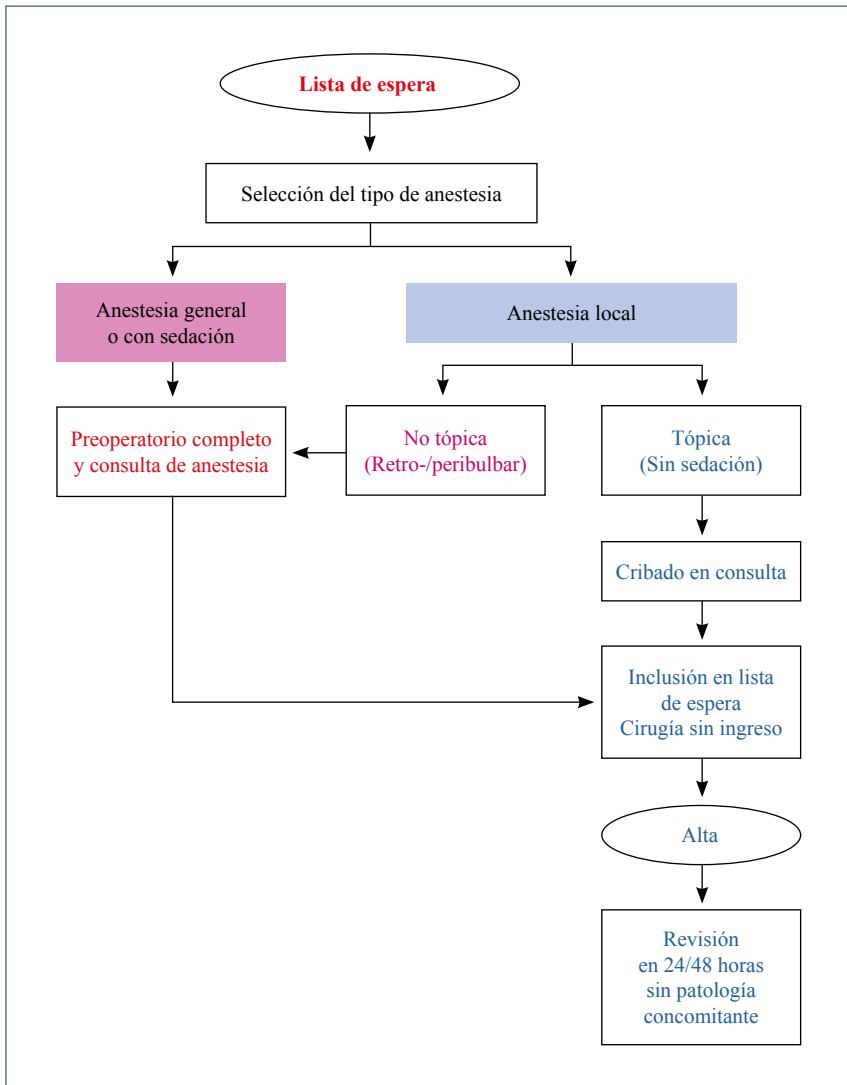 Lista de espera
Selección del tipo de anestesia
Anestesia general
o con sedación
Anestesia local
Preoperatorio completo
y consulta de anestesia
No tópica
(Retro-/peribulbar)
Tópica
(Sin sedación)
Cribado en consulta
Inclusión en lista
de espera
Cirugía sin ingreso
Alta
Revisión
en 24/48 horas
sin patología
concomitante